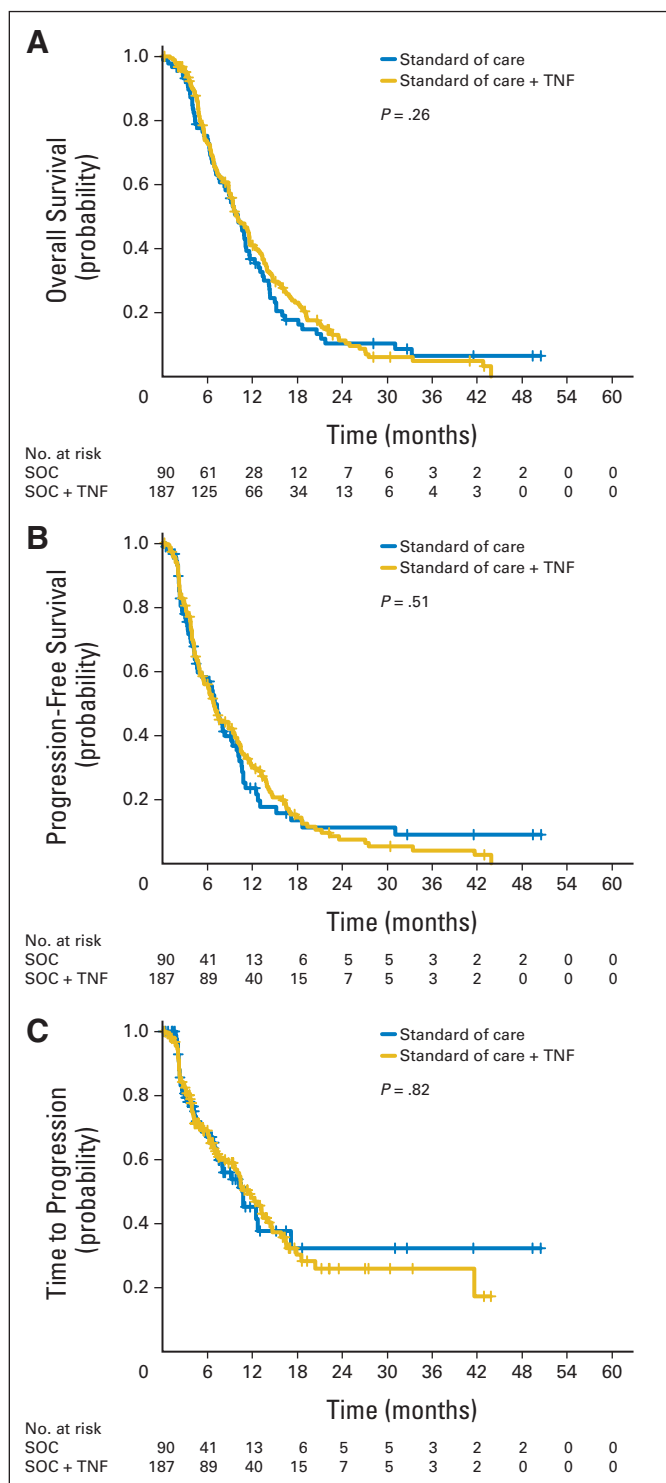 A
Overall Survival
(probability)
1.0
0.8
0.6
0.4
0.2
Standard of care
Standard of care + TNF
P = .26
0 6 12 18 24 30 36 42 48 54 60
Time (months)
No. at risk
SOC 90 61 28 12 7 6 3 2 2 0 0
SOC + TNF 187 125 66 34 13 6 4 3 0 0 0
B
Progression-Free Survival
(probability)
1.0
0.8
0.6
0.4
0.2
Standard of care
Standard of care + TNF
P = .51
0 6 12 18 24 30 36 42 48 54 60
Time (months)
No. at risk
SOC 90 41 13 6 5 5 3 2 2 0 0
SOC + TNF 187 89 40 15 7 5 3 2 0 0 0
C
Time to Progression
(probability)
1.0
0.8
0.6
0.4
0.2
Standard of care
Standard of care + TNF
P = .82
0 6 12 18 24 30 36 42 48 54 60
Time (months)
No. at risk
SOC 90 41 13 6 5 5 3 2 2 0 0
SOC + TNF 187 89 40 15 7 5 3 2 0 0 0